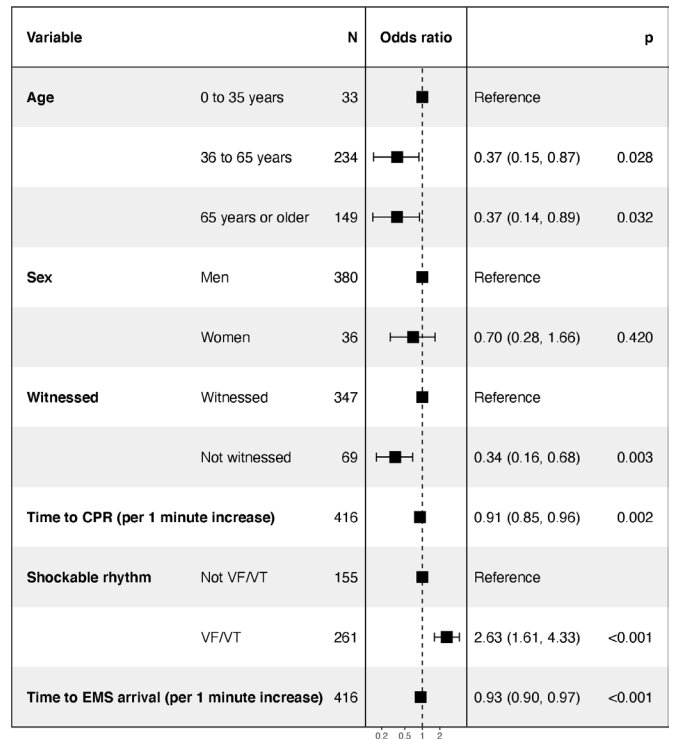 Variable N Odds ratio p
Age 0 to 35 years 33 Reference
36 to 65 years 234 0.37 (0.15, 0.87) 0.028
65 years or older 149 0.37 (0.14, 0.89) 0.032
Sex Men 380 Reference
Women 36 0.70 (0.28, 1.66) 0.420
Witnessed Witnessed 347 Reference
Not witnessed 69 0.34 (0.16, 0.68) 0.003
Time to CPR (per 1 minute increase) 416 0.91 (0.85, 0.96) 0.002
Shockable rhythm Not VF/VT 155 Reference
VF/VT 261 2.63 (1.61, 4.33) <0.001
Time to EMS arrival (per 1 minute increase) 416 0.93 (0.90, 0.97) <0.001
0.2 0.5 1 2